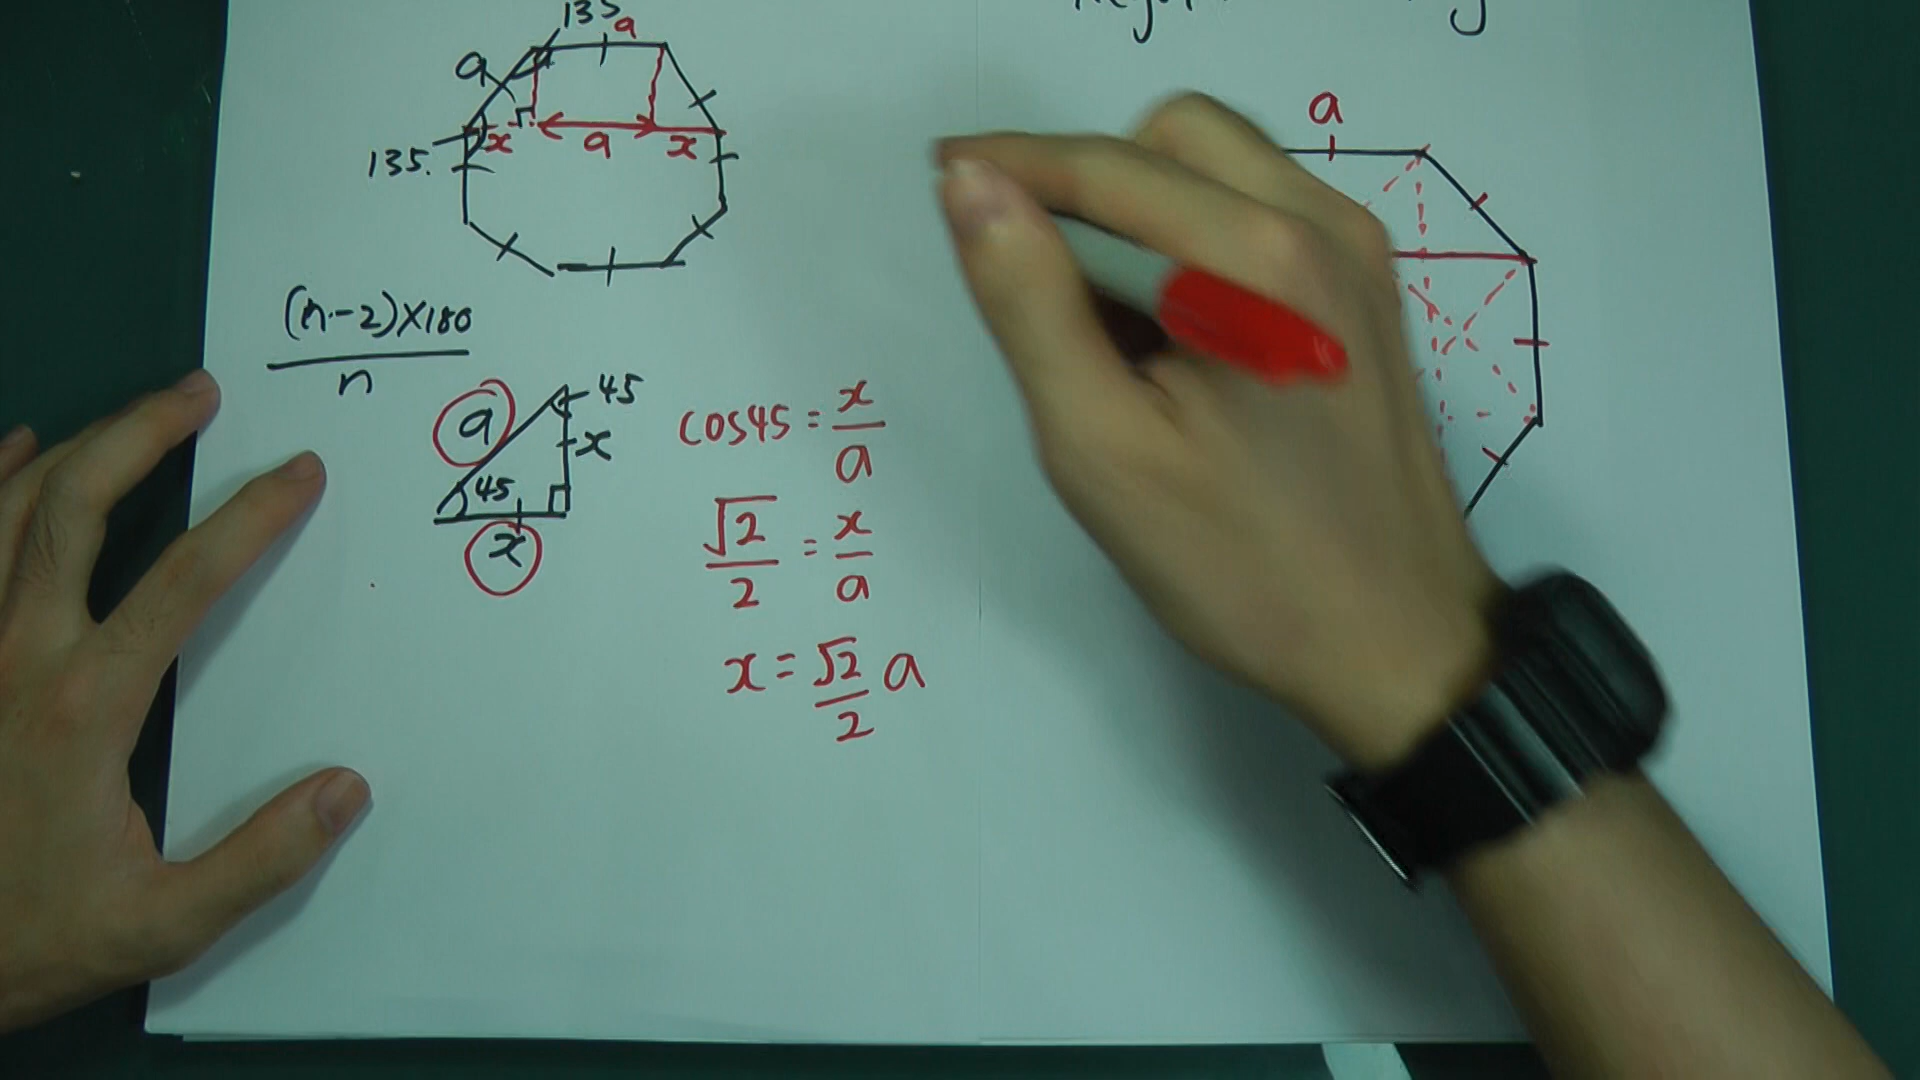 135
a
a
x
a
x
135.
(n-2)×180
n
a
45
x
45
x
cos45 = x/a
√2/2 = x/a
x = √2/2 a
a